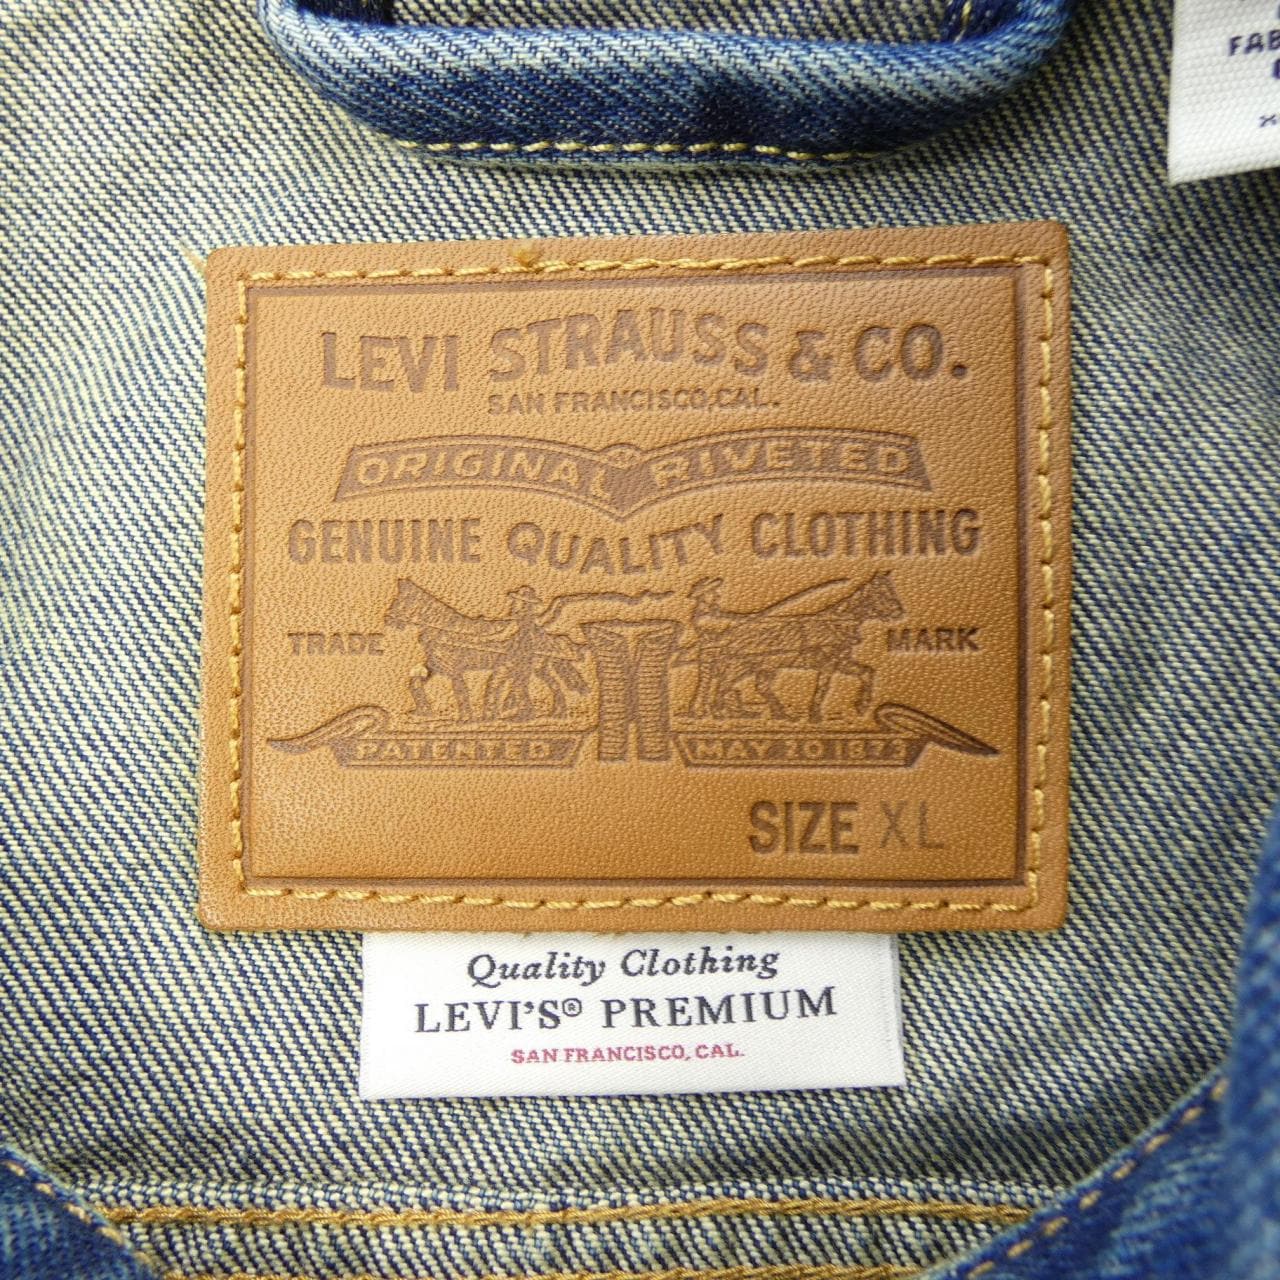 FAB
LEVI STRAUSS & CO.
SAN FRANCISCO, CAL.
ORIGINAL RIVETED
GENUINE QUALITY CLOTHING
TRADE MARK
PATENTED MAY 20 1873
SIZE XL
Quality Clothing
LEVI'S® PREMIUM
SAN FRANCISCO, CAL.